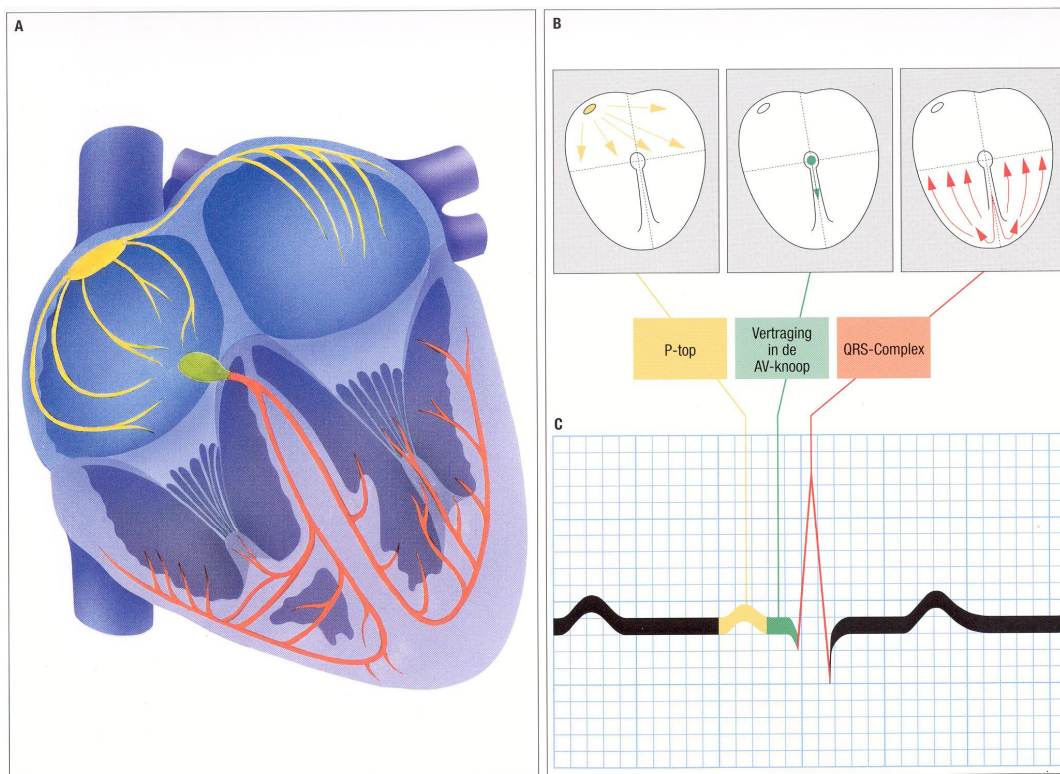 A
B
P-top
Vertraging
in de
AV-knoop
QRS-Complex
C